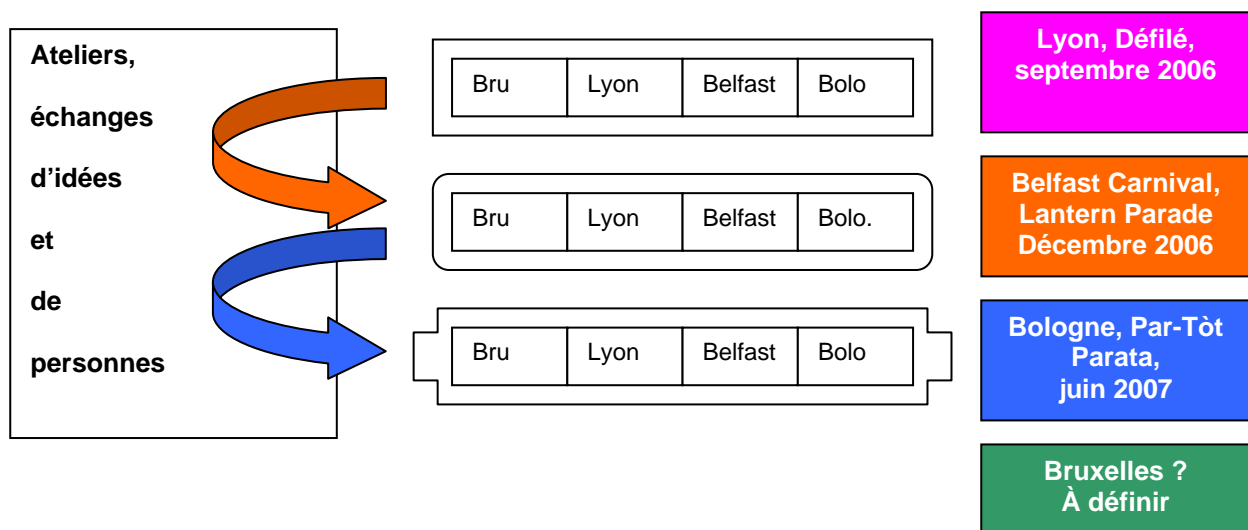 Ateliers,
échanges
d'idées
et
de
personnes
Bru Lyon Belfast Bolo
Bru Lyon Belfast Bolo.
Bru Lyon Belfast Bolo
Lyon, Défilé,
septembre 2006
Belfast Carnival,
Lantern Parade
Décembre 2006
Bologne, Par-Tòt
Parata,
juin 2007
Bruxelles ?
À définir